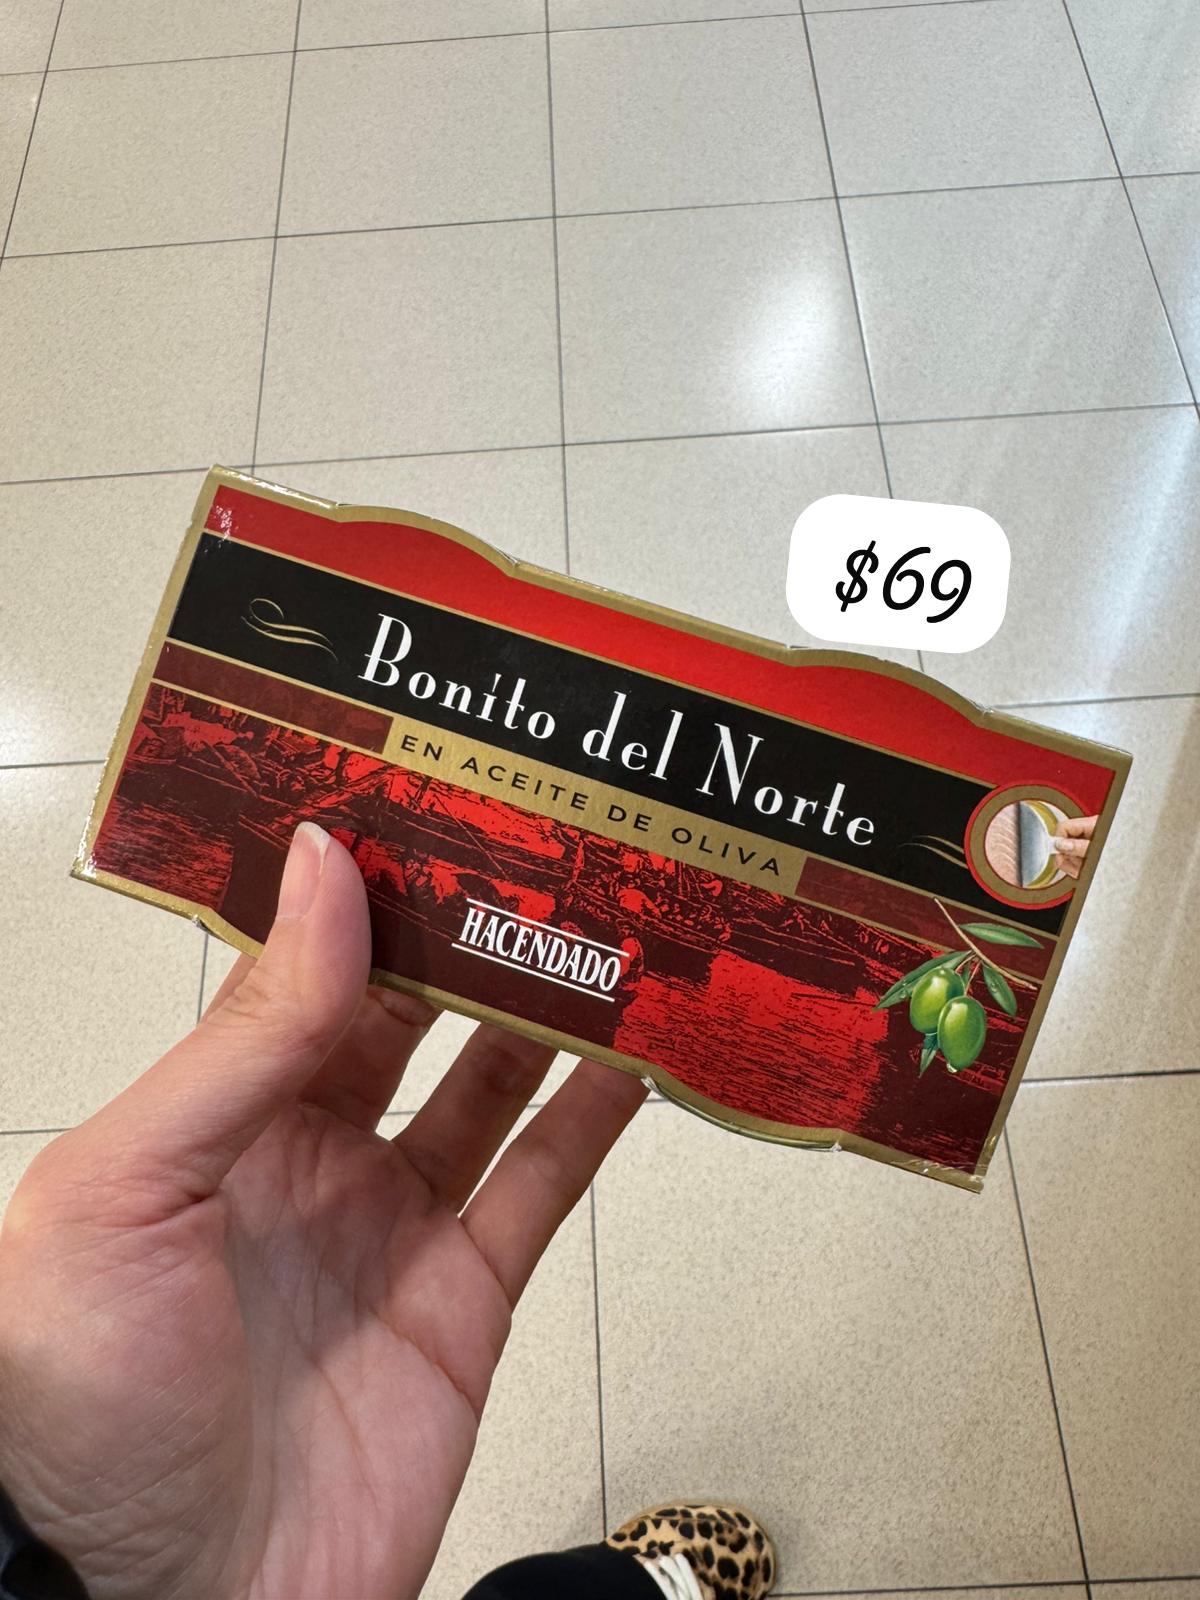 $69
Bonito del Norte
EN ACEITE DE OLIVA
HACENDADO